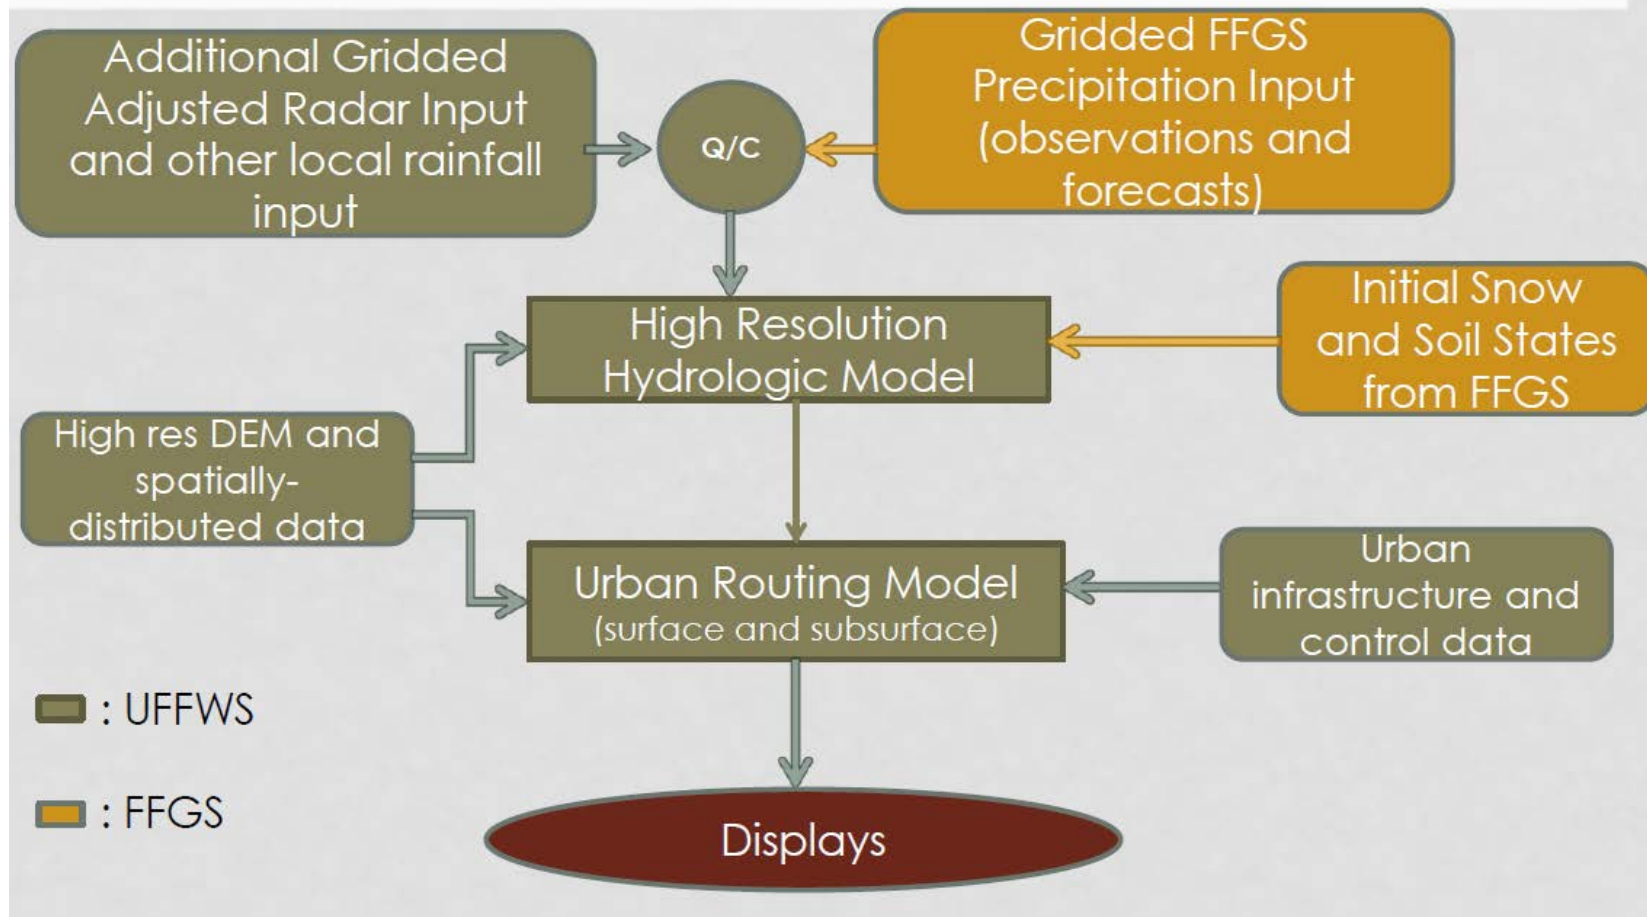 Additional Gridded
Adjusted Radar Input
and other local rainfall
input
Q/C
Gridded FFGS
Precipitation Input
(observations and
forecasts)
High Resolution
Hydrologic Model
Initial Snow
and Soil States
from FFGS
High res DEM and
spatially-
distributed data
Urban Routing Model
(surface and subsurface)
Urban
infrastructure and
control data
: UFFWS
: FFGS
Displays